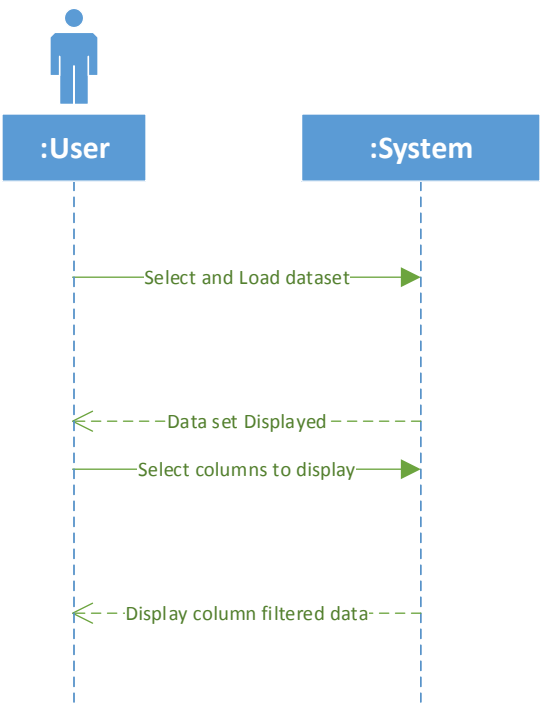 :User
:System
Select and Load dataset
Data set Displayed
Select columns to display
Display column filtered data